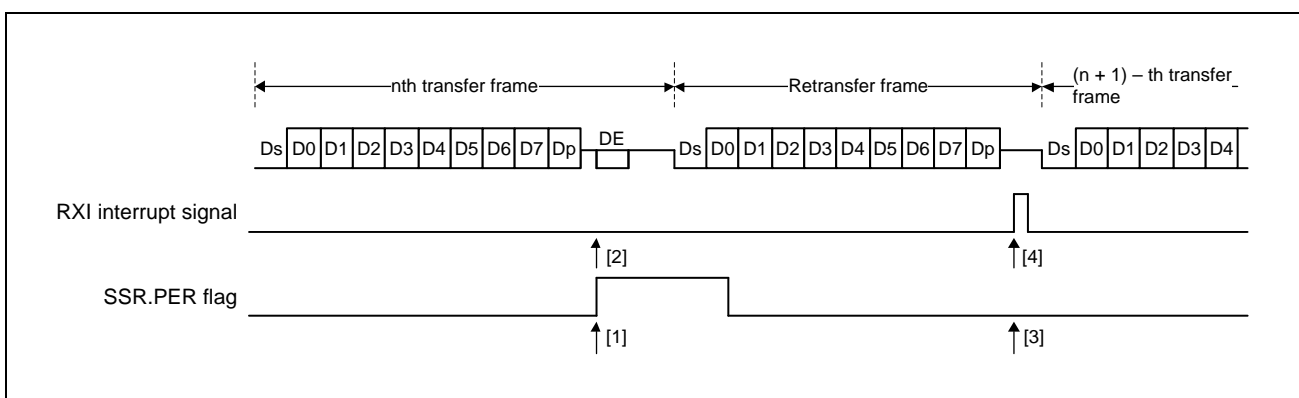 nth transfer frame
Retransfer frame
(n + 1) – th transfer
frame
Ds D0 D1 D2 D3 D4 D5 D6 D7 Dp DE Ds D0 D1 D2 D3 D4 D5 D6 D7 Dp Ds D0 D1 D2 D3 D4
RXI interrupt signal
[2] [4]
SSR.PER flag
[1] [3]